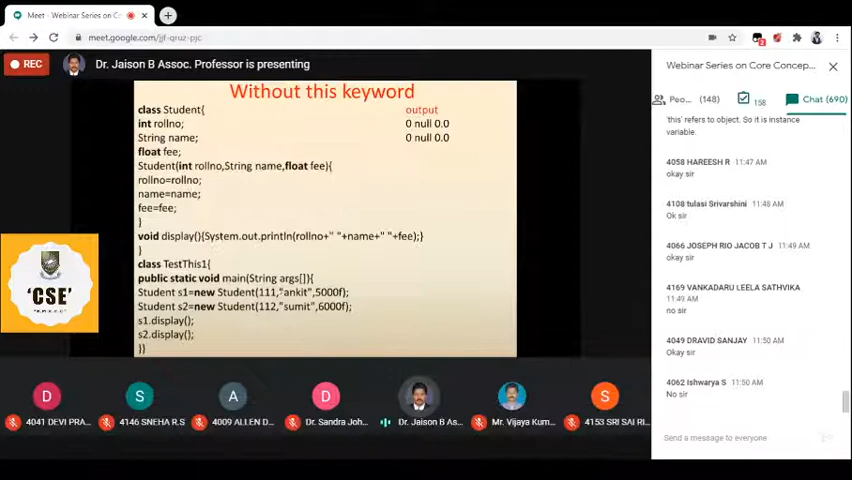 Meet - Webinar Series on C
meet.google.com/jjf-qruz-pjc
2
REC
Dr. Jaison B Assoc. Professor is presenting
Without this keyword
class Student{
output
int rollno;
0 null 0.0
String name;
0 null 0.0
float fee;
Student(int rollno,String name,float fee){
rollno=rollno;
name=name;
fee=fee;
}
void display(){System.out.println(rollno+" "+name+" "+fee);}
}
class TestThis1{
public static void main(String args[]){
Student s1=new Student(111,"ankit",5000f);
Student s2=new Student(112,"sumit",6000f);
s1.display();
s2.display();
}}
'CSE'
D
S
A
D
S
4041 DEVI PRA...
4146 SNEHA R.S
4009 ALLEN D...
Dr. Sandra Joh...
Dr. Jaison B As...
Mr. Vijaya Kum...
4153 SRI SAI RI...
Webinar Series on Core Concep...
Peo... (148)
158
Chat (690)
'this' refers to object. So it is instance
variable.
4058 HAREESH R 11:47 AM
okay sir
4108 tulasi Srivarshini 11:48 AM
Ok sir
4066 JOSEPH RIO JACOB T J 11:49 AM
okay sir
4169 VANKADARU LEELA SATHVIKA
11:49 AM
no sir
4049 DRAVID SANJAY 11:50 AM
Okay sir
4062 Ishwarya S 11:50 AM
No sir
Send a message to everyone